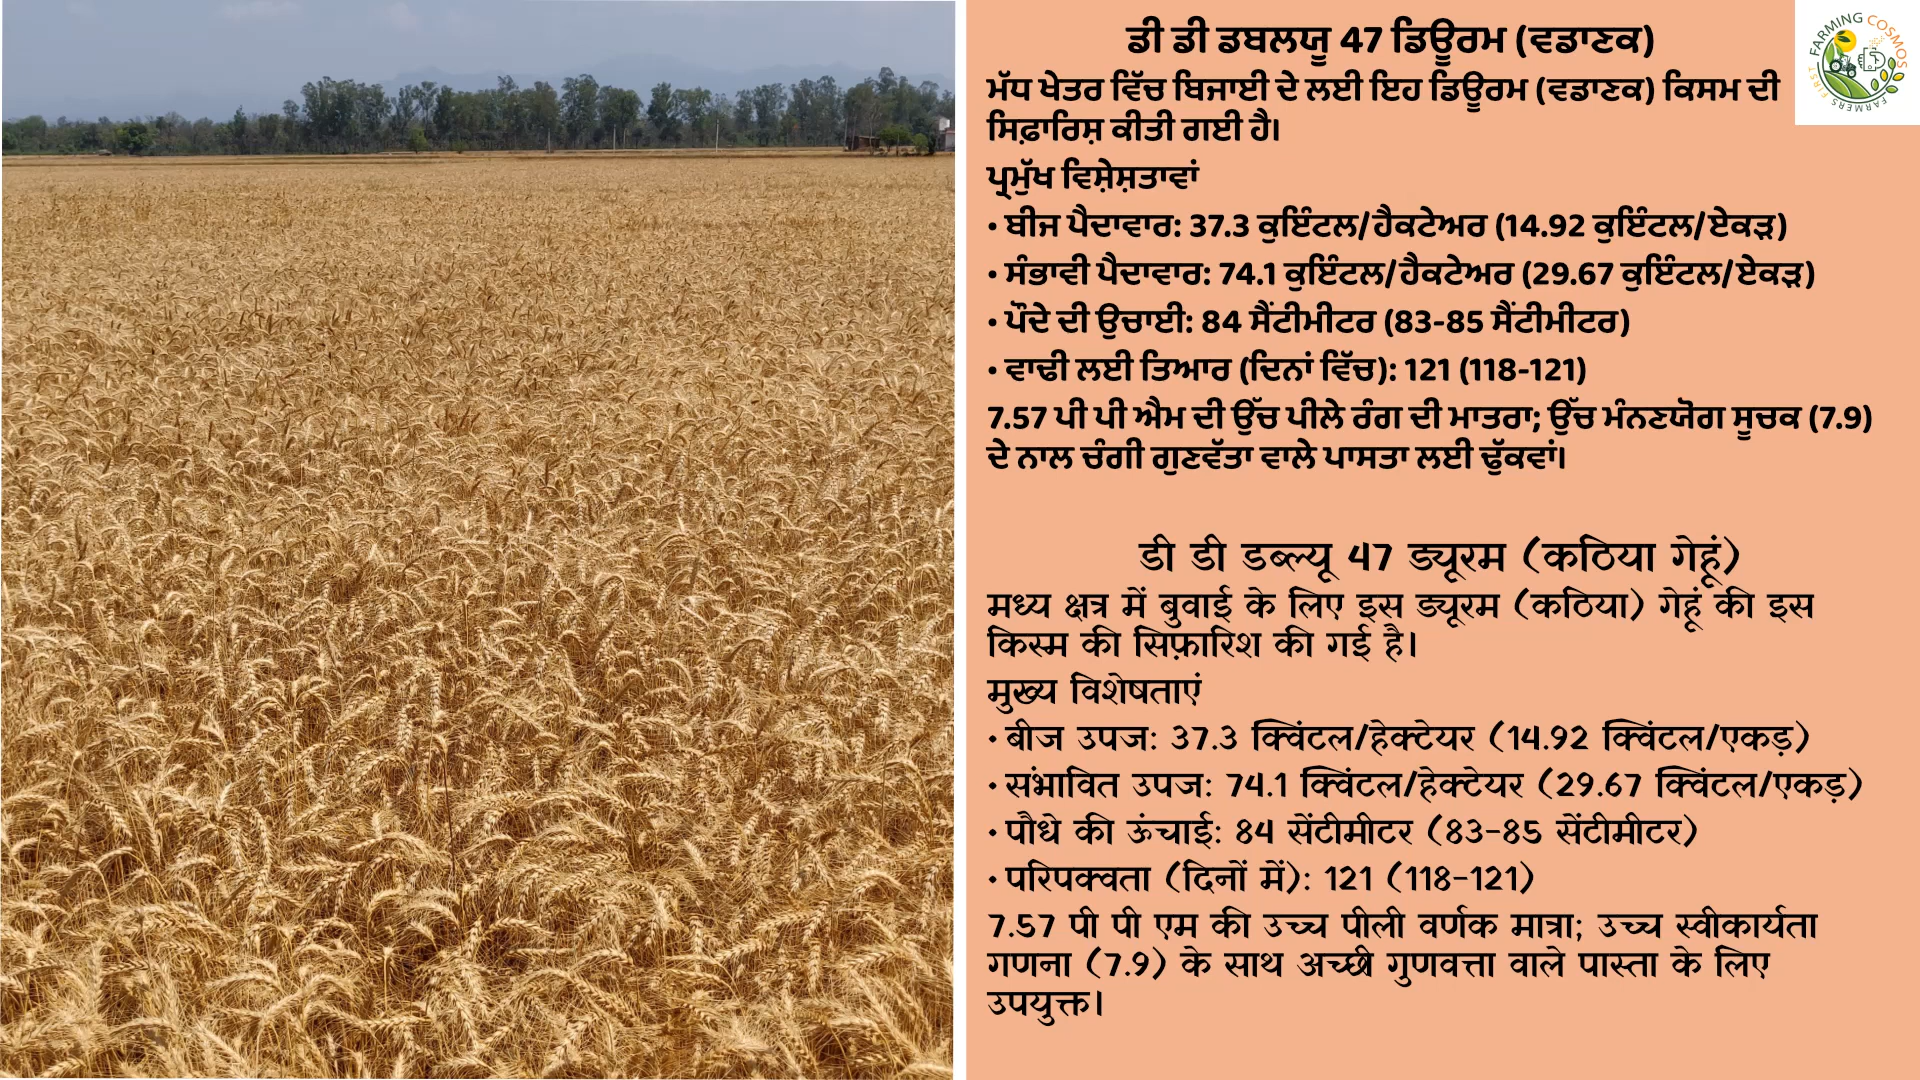 ਡੀ ਡੀ ਡਬਲਯੂ 47 ਡਿਊਰਮ (ਵਡਾਣਕ)
ਮੱਧ ਖੇਤਰ ਵਿੱਚ ਬਿਜਾਈ ਦੇ ਲਈ ਇਹ ਡਿਊਰਮ (ਵਡਾਣਕ) ਕਿਸਮ ਦੀ
ਸਿਫ਼ਾਰਿਸ਼ ਕੀਤੀ ਗਈ ਹੈ।
ਪ੍ਰਮੁੱਖ ਵਿਸ਼ੇਸ਼ਤਾਵਾਂ
• ਬੀਜ ਪੈਦਾਵਾਰ: 37.3 ਕੁਇੰਟਲ/ਹੈਕਟੇਅਰ (14.92 ਕੁਇੰਟਲ/ਏਕੜ)
• ਸੰਭਾਵੀ ਪੈਦਾਵਾਰ: 74.1 ਕੁਇੰਟਲ/ਹੈਕਟੇਅਰ (29.67 ਕੁਇੰਟਲ/ਏਕੜ)
• ਪੌਦੇ ਦੀ ਉਚਾਈ: 84 ਸੈਂਟੀਮੀਟਰ (83-85 ਸੈਂਟੀਮੀਟਰ)
• ਵਾਢੀ ਲਈ ਤਿਆਰ (ਦਿਨਾਂ ਵਿੱਚ): 121 (118-121)
7.57 ਪੀ ਪੀ ਐਮ ਦੀ ਉੱਚ ਪੀਲੇ ਰੰਗ ਦੀ ਮਾਤਰਾ; ਉੱਚ ਮੰਨਣਯੋਗ ਸੂਚਕ (7.9)
ਦੇ ਨਾਲ ਚੰਗੀ ਗੁਣਵੱਤਾ ਵਾਲੇ ਪਾਸਤਾ ਲਈ ਢੁੱਕਵਾਂ।
डी डी डब्ल्यू 47 ड्यूरम (कठिया गेहूं)
मध्य क्षत्र में बुवाई के लिए इस ड्यूरम (कठिया) गेहूं की इस
किस्म की सिफ़ारिश की गई है।
मुख्य विशेषताएं
• बीज उपज: 37.3 क्विंटल/हेक्टेयर (14.92 क्विंटल/एकड़)
• संभावित उपज: 74.1 क्विंटल/हेक्टेयर (29.67 क्विंटल/एकड़)
• पौधे की ऊंचाई: 84 सेंटीमीटर (83-85 सेंटीमीटर)
• परिपक्वता (दिनों में): 121 (118-121)
7.57 पी पी एम की उच्च पीली वर्णक मात्रा; उच्च स्वीकार्यता
गणना (7.9) के साथ अच्छी गुणवत्ता वाले पास्ता के लिए
उपयुक्त।
FARMING COSMOS
FARMERS FIRST